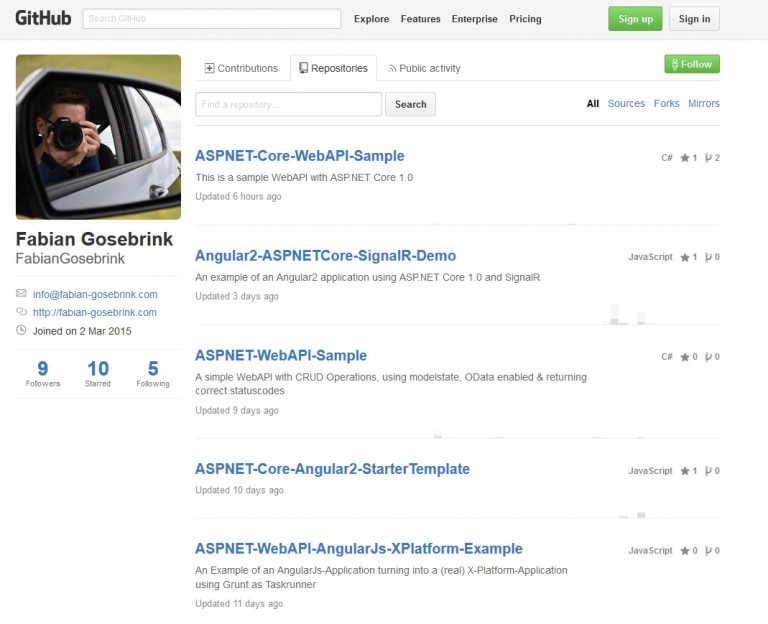 GitHub Search GitHub Explore Features Enterprise Pricing Sign up Sign in
Contributions Repositories Public activity Follow
Find a repository... Search All Sources Forks Mirrors
ASPNET-Core-WebAPI-Sample C# 1 2
This is a sample WebAPI with ASP.NET Core 1.0
Updated 6 hours ago
Fabian Gosebrink
FabianGosebrink
info@fabian-gosebrink.com
http://fabian-gosebrink.com
Joined on 2 Mar 2015
9 10 5
Followers Starred Following
Angular2-ASPNETCore-SignalR-Demo JavaScript 1 0
An example of an Angular2 application using ASP.NET Core 1.0 and SignalR
Updated 3 days ago
ASPNET-WebAPI-Sample C# 0 0
A simple WebAPI with CRUD Operations, using modelstate, OData enabled & returning
correct statuscodes
Updated 9 days ago
ASPNET-Core-Angular2-StarterTemplate JavaScript 1 0
Updated 10 days ago
ASPNET-WebAPI-AngularJs-XPlatform-Example JavaScript 0 0
An Example of an AngularJs-Application turning into a (real) X-Platform-Application
using Grunt as Taskrunner
Updated 11 days ago